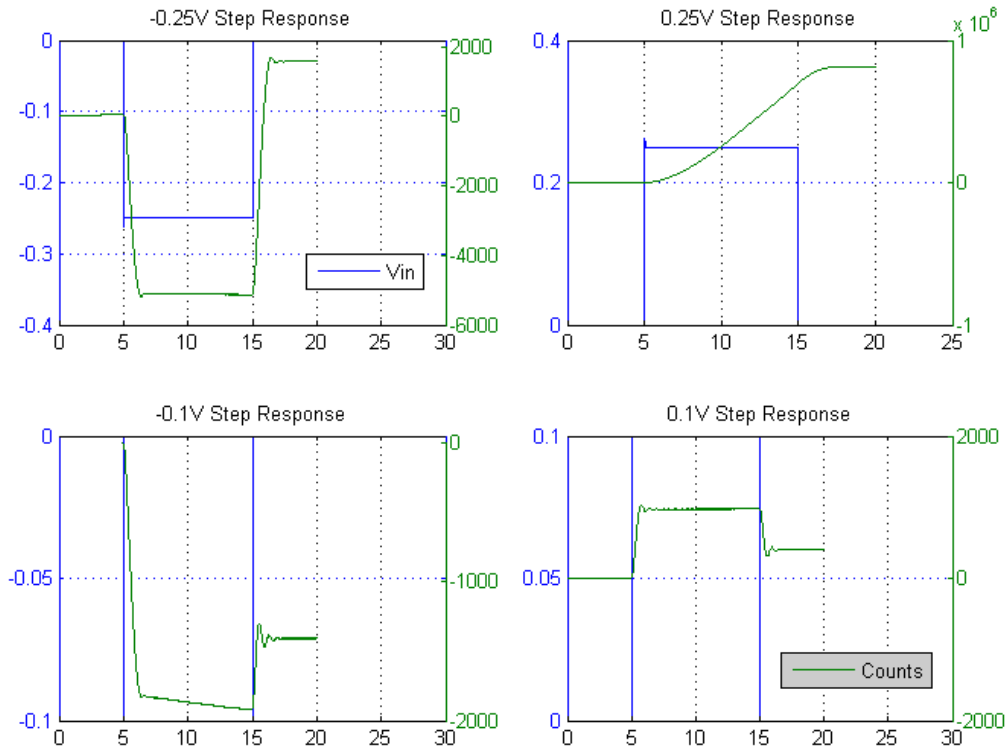 -0.25V Step Response
0
-0.1
-0.2
-0.3
-0.4
2000
0
-2000
-4000
-6000
Vin
0 5 10 15 20 25 30
0.25V Step Response
x 10^6
0.4
0.2
0
1
0
-1
0 5 10 15 20 25
-0.1V Step Response
0
-0.05
-0.1
0
-1000
-2000
0 5 10 15 20 25 30
0.1V Step Response
0.1
0.05
0
2000
0
-2000
Counts
0 5 10 15 20 25 30